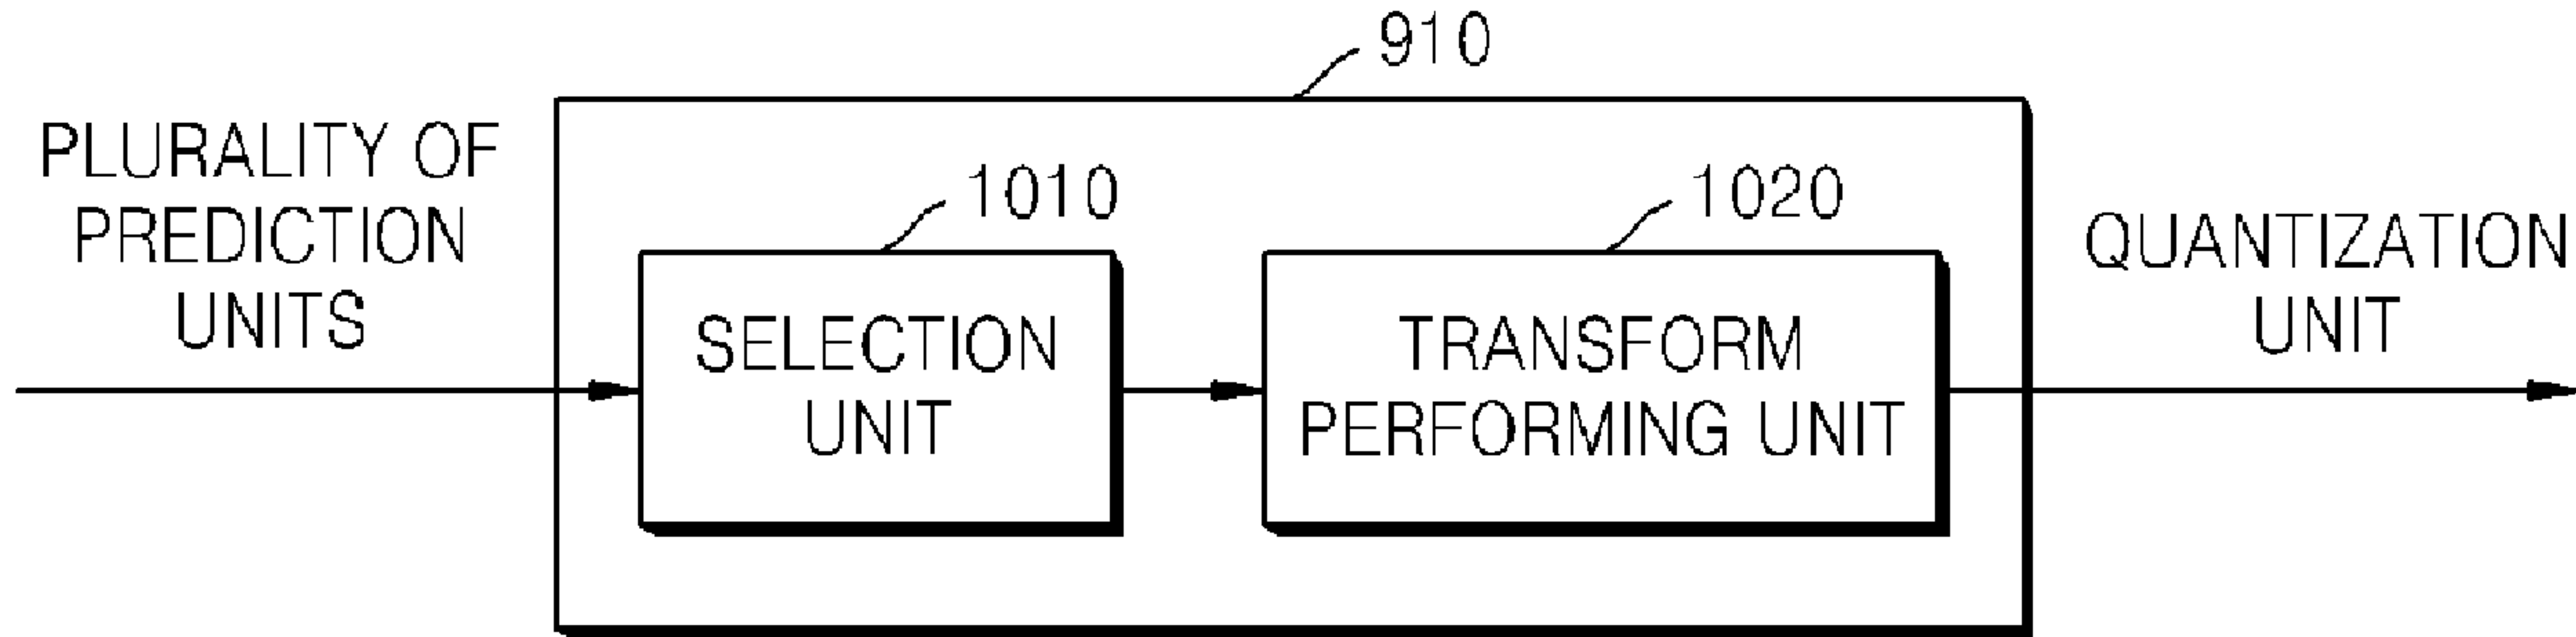 910
PLURALITY OF
PREDICTION
UNITS
1010
1020
SELECTION
UNIT
TRANSFORM
PERFORMING UNIT
QUANTIZATION
UNIT